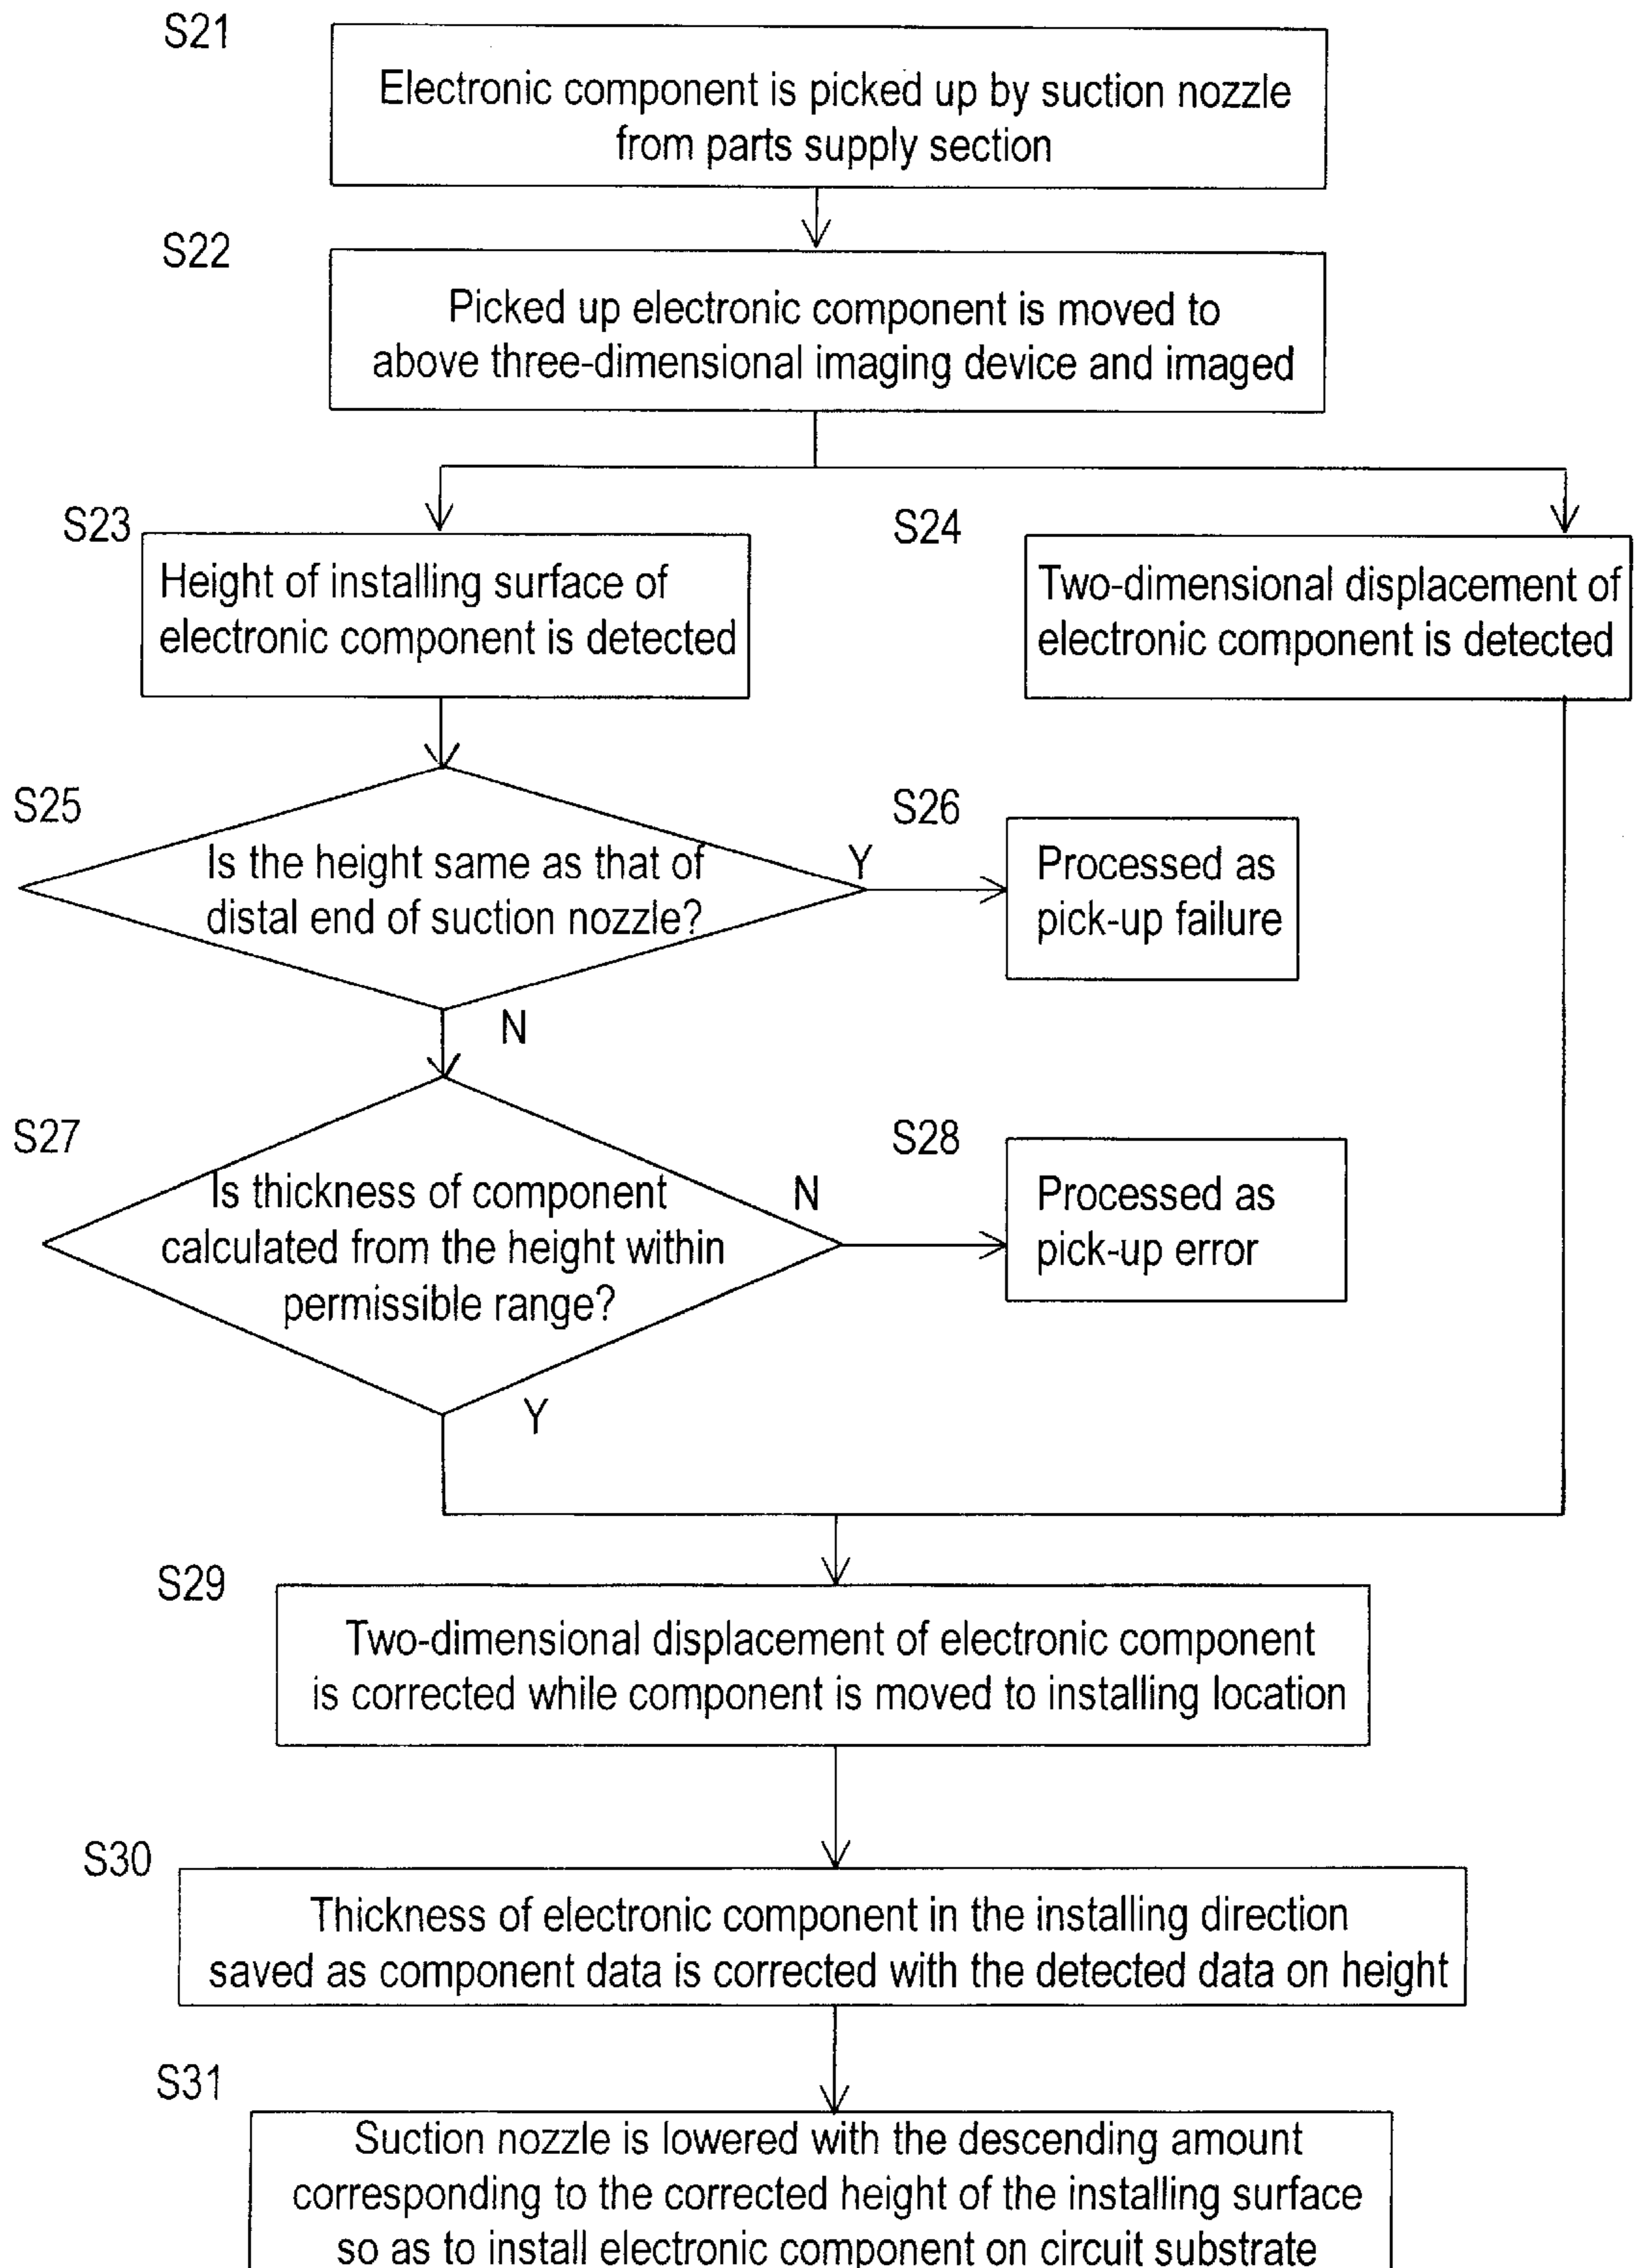 S21
Electronic component is picked up by suction nozzle
from parts supply section
S22
Picked up electronic component is moved to
above three-dimensional imaging device and imaged
S23
Height of installing surface of
electronic component is detected
S24
Two-dimensional displacement of
electronic component is detected
S25
Is the height same as that of
distal end of suction nozzle?
Y
N
S26
Processed as
pick-up failure
S27
Is thickness of component
calculated from the height within
permissible range?
N
Y
S28
Processed as
pick-up error
S29
Two-dimensional displacement of electronic component
is corrected while component is moved to installing location
S30
Thickness of electronic component in the installing direction
saved as component data is corrected with the detected data on height
S31
Suction nozzle is lowered with the descending amount
corresponding to the corrected height of the installing surface
so as to install electronic component on circuit substrate